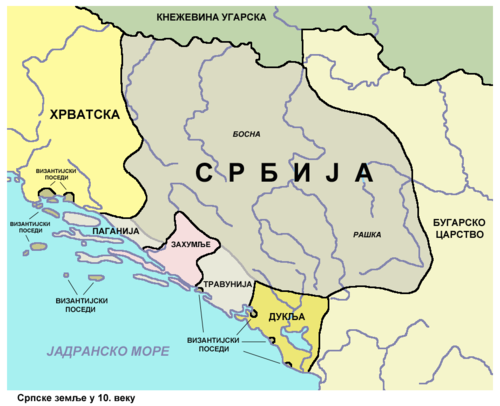 КНЕЖЕВИНА УГАРСКА
ХРВАТСКА
БОСНА
СРБИЈА
ВИЗАНТИЈСКИ
ПОСЕДИ
ВИЗАНТИЈСКИ
ПОСЕДИ
ПАГАНИЈА
ЗАХУМЉЕ
РАШКА
БУГАРСКО
ЦАРСТВО
ТРАВУНИЈА
ВИЗАНТИЈСКИ
ПОСЕДИ
ДУКЉА
ВИЗАНТИЈСКИ
ПОСЕДИ
ЈАДРАНСКО МОРЕ
Српске земље у 10. веку